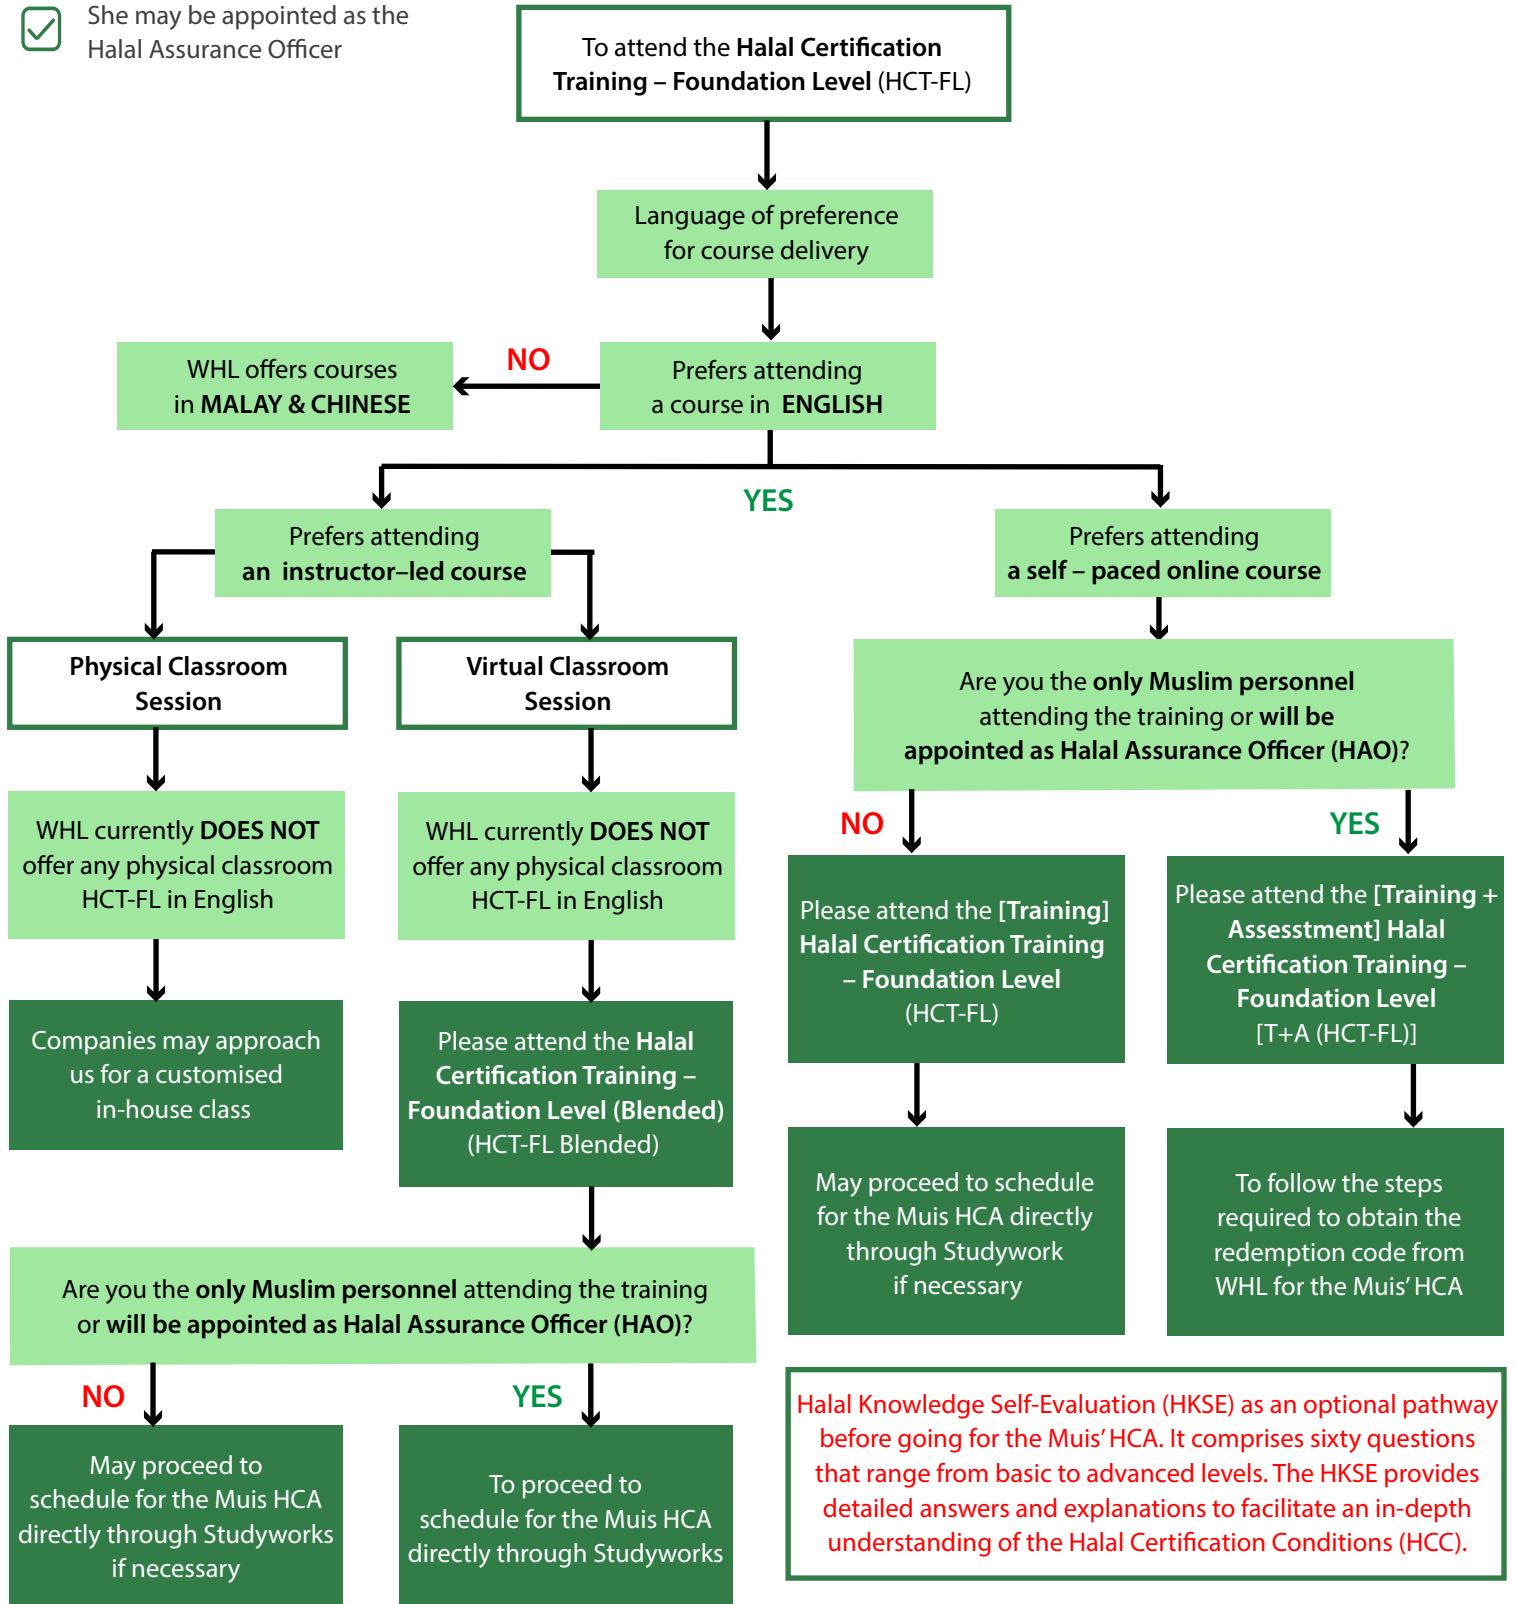 She may be appointed as the
Halal Assurance Officer
To attend the Halal Certification
Training – Foundation Level (HCT-FL)
Language of preference
for course delivery
WHL offers courses
in MALAY & CHINESE
NO
Prefers attending
a course in ENGLISH
YES
Prefers attending
an instructor–led course
Prefers attending
a self – paced online course
Physical Classroom
Session
Virtual Classroom
Session
Are you the only Muslim personnel
attending the training or will be
appointed as Halal Assurance Officer (HAO)?
WHL currently DOES NOT
offer any physical classroom
HCT-FL in English
WHL currently DOES NOT
offer any physical classroom
HCT-FL in English
NO
YES
Companies may approach
us for a customised
in-house class
Please attend the Halal
Certification Training –
Foundation Level (Blended)
(HCT-FL Blended)
Please attend the [Training]
Halal Certification Training
– Foundation Level
(HCT-FL)
Please attend the [Training +
Assesstment] Halal
Certification Training –
Foundation Level
[T+A (HCT-FL)]
May proceed to schedule
for the Muis HCA directly
through Studywork
if necessary
To follow the steps
required to obtain the
redemption code from
WHL for the Muis’ HCA
Are you the only Muslim personnel attending the training
or will be appointed as Halal Assurance Officer (HAO)?
NO
YES
May proceed to
schedule for the Muis HCA
directly through Studyworks
if necessary
To proceed to
schedule for the Muis HCA
directly through Studyworks
Halal Knowledge Self-Evaluation (HKSE) as an optional pathway
before going for the Muis’ HCA. It comprises sixty questions
that range from basic to advanced levels. The HKSE provides
detailed answers and explanations to facilitate an in-depth
understanding of the Halal Certification Conditions (HCC).